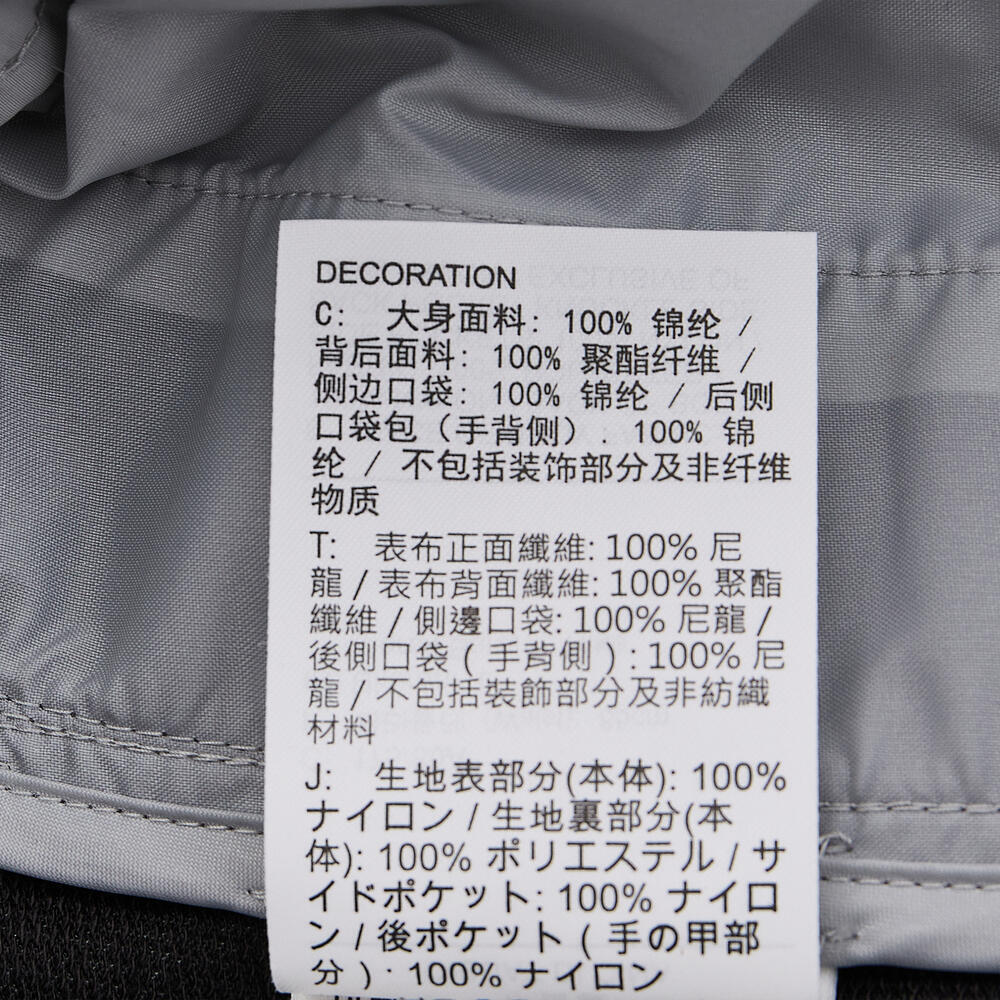 DECORATION
C: 大身面料: 100% 锦纶 /
背后面料: 100% 聚酯纤维 /
侧边口袋: 100% 锦纶 / 后侧
口袋包（手背侧）. 100% 锦
纶 / 不包括装饰部分及非纤维
物质
T: 表布正面纖維: 100% 尼
龍 / 表布背面纖維: 100% 聚酯
纖維 / 側邊口袋: 100% 尼龍 /
後側口袋 ( 手背側 ) : 100% 尼
龍 / 不包括裝飾部分及非紡織
材料
J: 生地表部分(本体): 100%
ナイロン / 生地裏部分(本
体): 100% ポリエステル / サ
イドポケット: 100% ナイロ
ン / 後ポケット ( 手の甲部
分 ) : 100% ナイロン